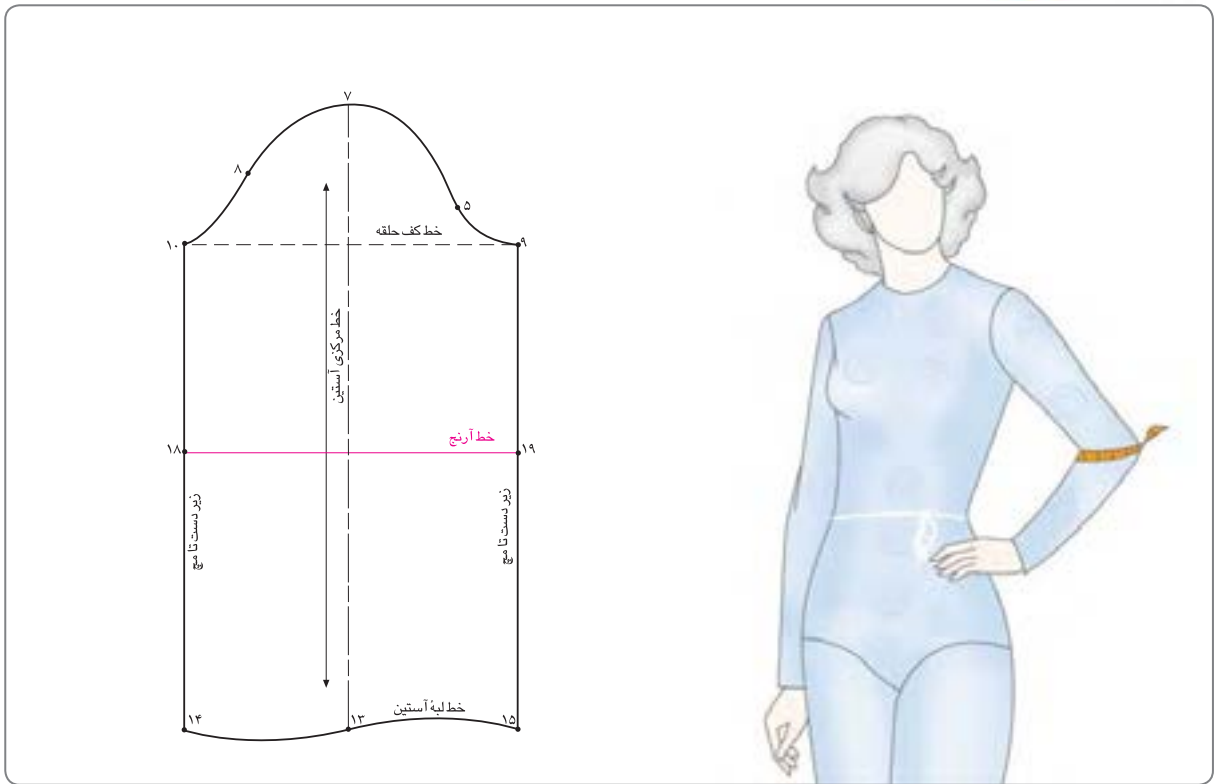 ۷
۸
۵
خط کف حلقه
۱۰
۹
خط مرکزی آستین
خط آرنج
۱۸
۱۹
زیر دست تا مچ
زیر دست تا مچ
خط لبۀ آستین
۱۴
۱۳
۱۵